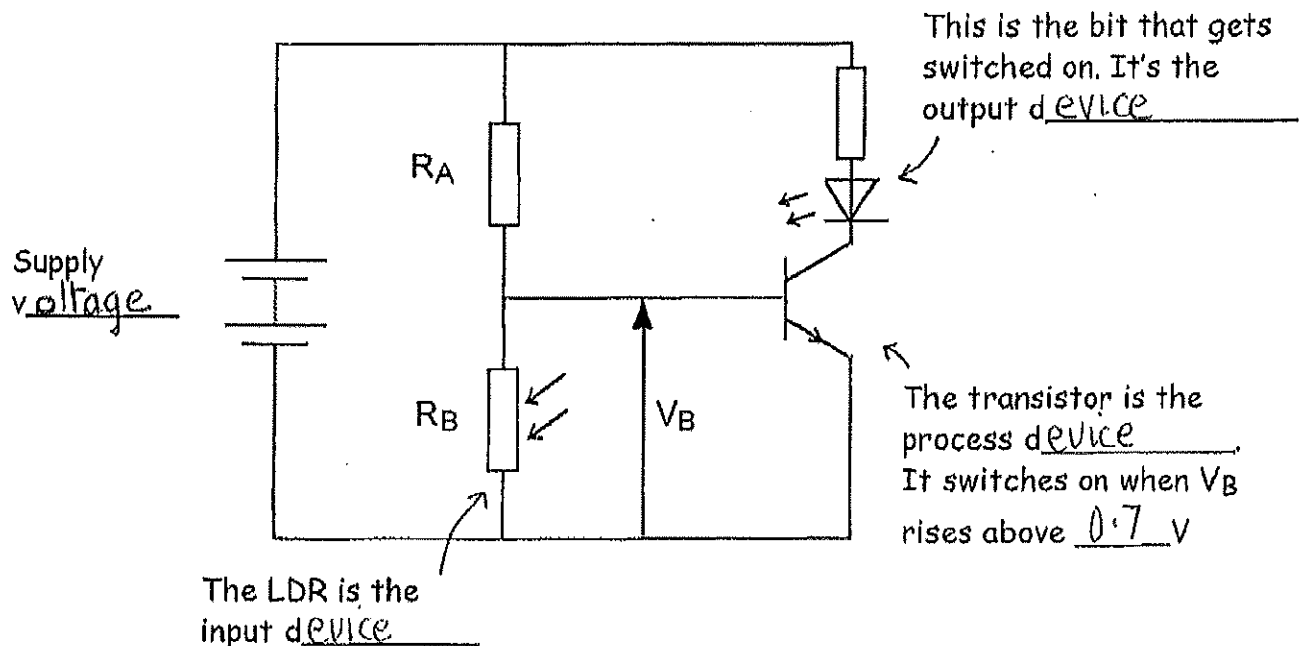 This is the bit that gets
switched on. It's the
output device
RA
Supply
voltage.
RB
VB
The transistor is the
process device.
It switches on when VB
rises above 0.7 V
The LDR is the
input device